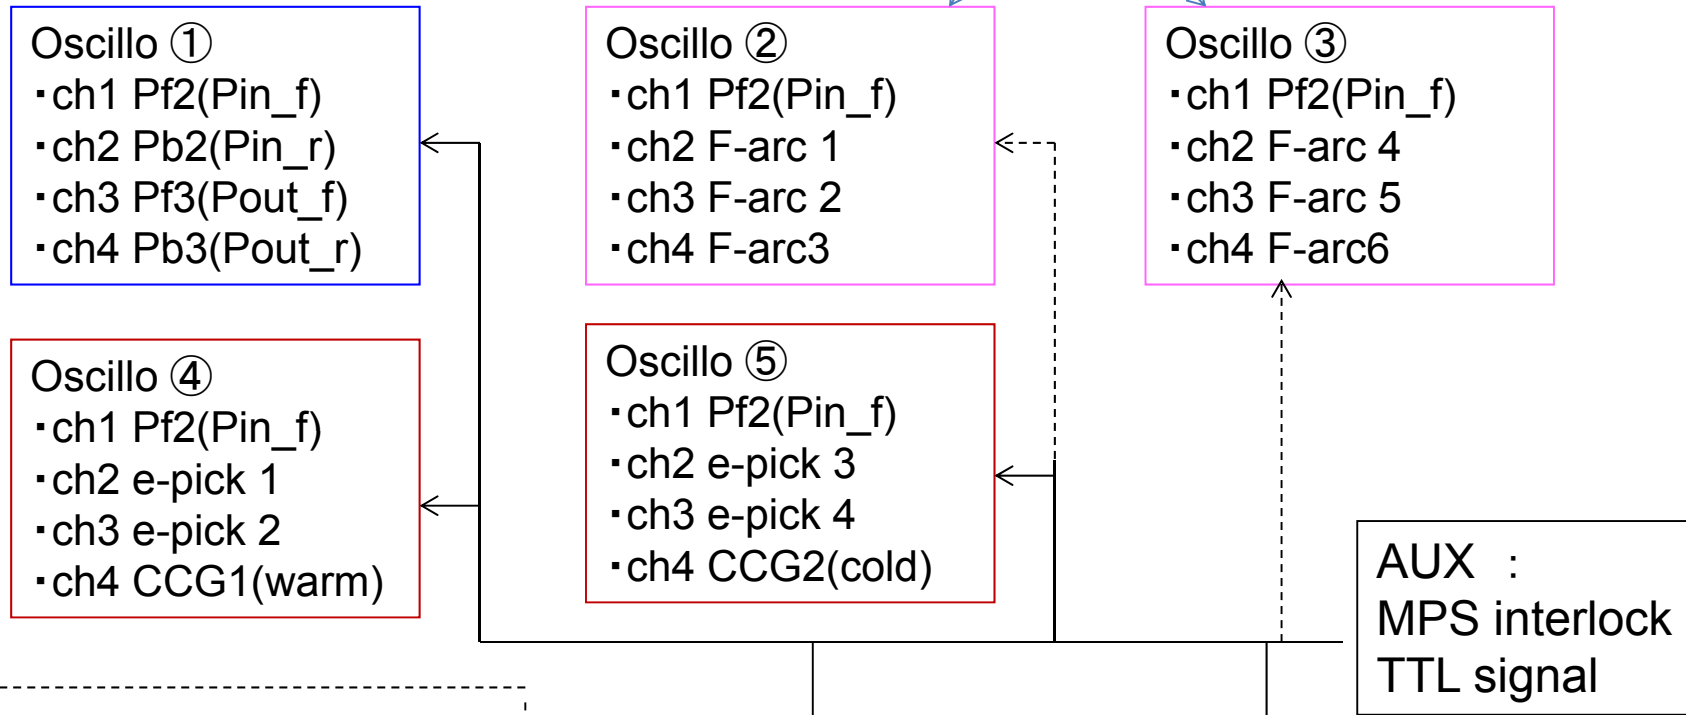 Oscillo ①
・ch1 Pf2(Pin_f)
・ch2 Pb2(Pin_r)
・ch3 Pf3(Pout_f)
・ch4 Pb3(Pout_r)
Oscillo ②
・ch1 Pf2(Pin_f)
・ch2 F-arc 1
・ch3 F-arc 2
・ch4 F-arc3
Oscillo ③
・ch1 Pf2(Pin_f)
・ch2 F-arc 4
・ch3 F-arc 5
・ch4 F-arc6
Oscillo ④
・ch1 Pf2(Pin_f)
・ch2 e-pick 1
・ch3 e-pick 2
・ch4 CCG1(warm)
Oscillo ⑤
・ch1 Pf2(Pin_f)
・ch2 e-pick 3
・ch3 e-pick 4
・ch4 CCG2(cold)
AUX ：
MPS interlock
TTL signal